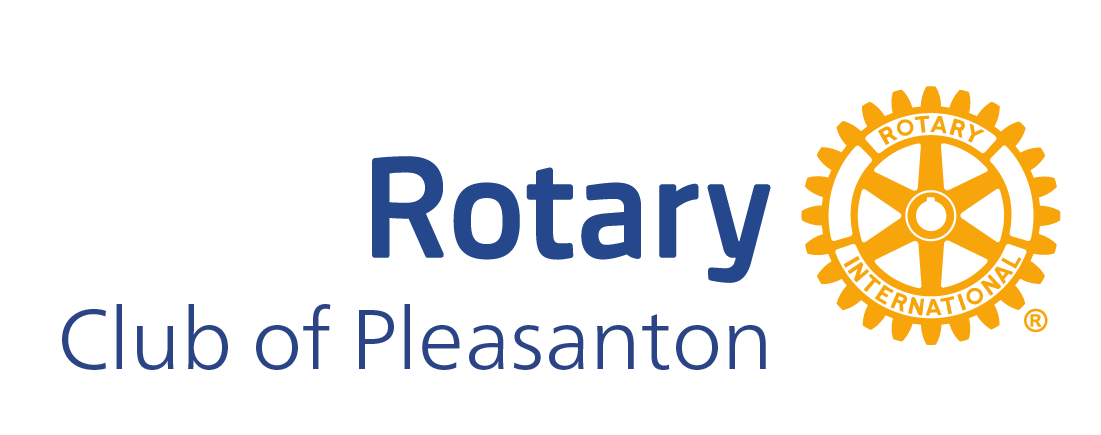 Rotary
Club of Pleasanton
ROTARY
INTERNATIONAL
®